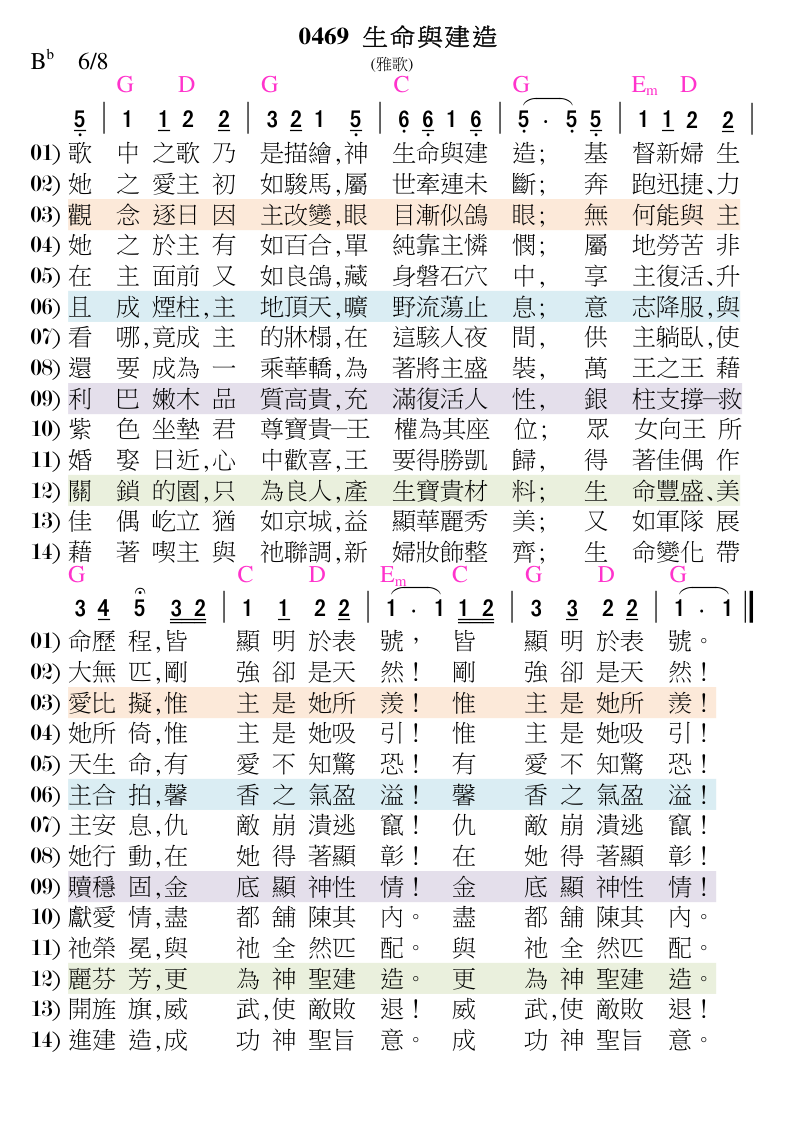 0469 生命與建造
B♭ 6/8 (雅歌)
G D G C G Em D
5 | 1 1 2 2 | 3 2 1 5 | 6 6 1 6 | 5 . 5 5 | 1 1 2 2 |
01) 歌 中 之歌 乃 是描繪,神 生命與建 造; 基 督新婦 生
02) 她 之 愛主 初 如駿馬,屬 世牽連未 斷; 奔 跑迅捷、力
03) 觀 念 逐日 因 主改變,眼 目漸似鴿 眼; 無 何能與 主
04) 她 之 於主 有 如百合,單 純靠主憐 憫; 屬 地勞苦 非
05) 在 主 面前 又 如良鴿,藏 身磐石穴 中, 享 主復活、升
06) 且 成 煙柱,主 地頂天,曠 野流蕩止 息; 意 志降服,與
07) 看 哪,竟成 主 的牀榻,在 這駭人夜 間, 供 主躺臥,使
08) 還 要 成為 一 乘華轎,為 著將主盛 裝, 萬 王之王 藉
09) 利 巴 嫩木 品 質高貴,充 滿復活人 性, 銀 柱支撐─救
10) 紫 色 坐墊 君 尊寶貴─王 權為其座 位; 眾 女向王 所
11) 婚 娶 日近,心 中歡喜,王 要得勝凱 歸, 得 著佳偶 作
12) 關 鎖 的園,只 為良人,產 生寶貴材 料; 生 命豐盛、美
13) 佳 偶 屹立 猶 如京城,益 顯華麗秀 美; 又 如軍隊 展
14) 藉 著 喫主 與 祂聯調,新 婦妝飾整 齊; 生 命變化 帶
G C D Em C G D G
3 4 5 3 2 | 1 1 2 2 | 1 . 1 1 2 | 3 3 2 2 | 1 . 1 ||
01) 命歷 程,皆 顯 明 於表 號, 皆 顯 明 於表 號。
02) 大無 匹,剛 強 卻 是天 然! 剛 強 卻 是天 然!
03) 愛比 擬,惟 主 是 她所 羨! 惟 主 是 她所 羨!
04) 她所 倚,惟 主 是 她吸 引! 惟 主 是 她吸 引!
05) 天生 命,有 愛 不 知驚 恐! 有 愛 不 知驚 恐!
06) 主合 拍,馨 香 之 氣盈 溢! 馨 香 之 氣盈 溢!
07) 主安 息,仇 敵 崩 潰逃 竄! 仇 敵 崩 潰逃 竄!
08) 她行 動,在 她 得 著顯 彰! 在 她 得 著顯 彰!
09) 贖穩 固,金 底 顯 神性 情! 金 底 顯 神性 情!
10) 獻愛 情,盡 都 舖 陳其 內。 盡 都 舖 陳其 內。
11) 祂榮 冕,與 祂 全 然匹 配。 與 祂 全 然匹 配。
12) 麗芬 芳,更 為 神 聖建 造。 更 為 神 聖建 造。
13) 開旌 旗,威 武,使 敵敗 退! 威 武,使 敵敗 退!
14) 進建 造,成 功 神 聖旨 意。 成 功 神 聖旨 意。